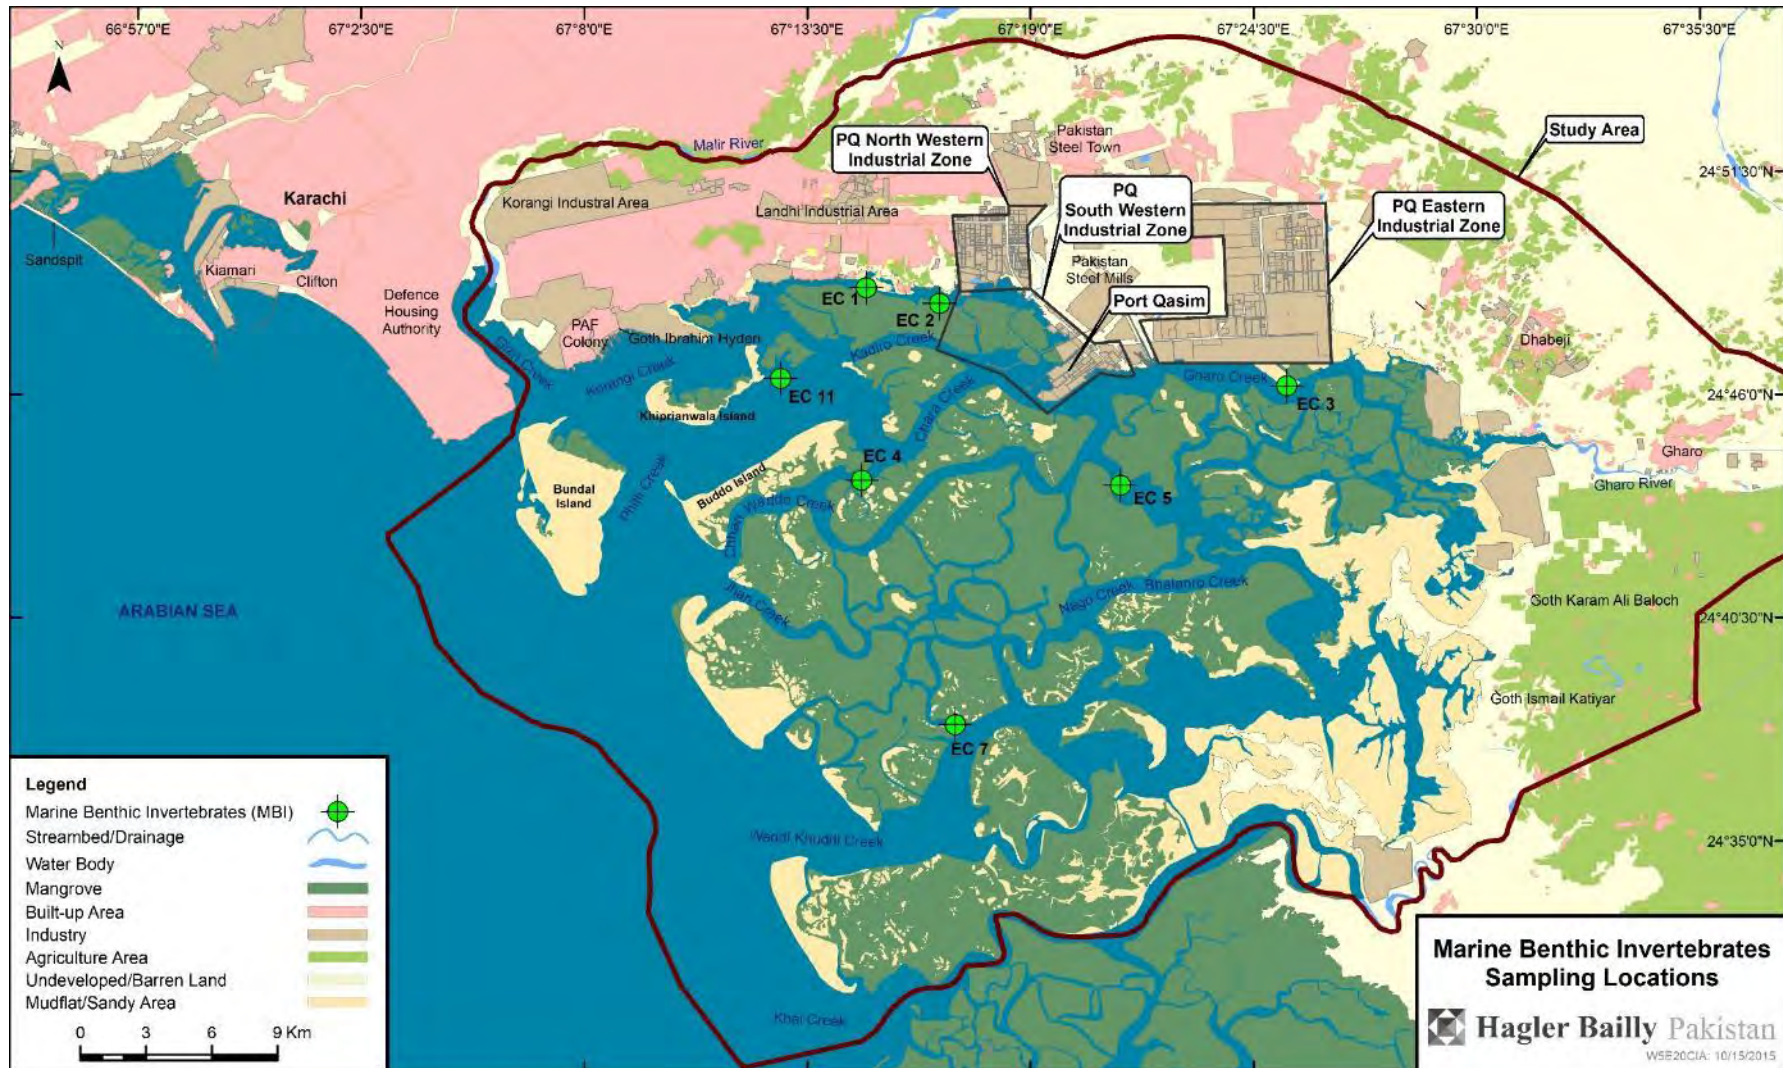 66°57'0"E
67°2'30"E
67°8'0"E
67°13'30"E
67°19'0"E
67°24'30"E
67°30'0"E
67°35'30"E
N
Malir River
PQ North Western
Industrial Zone
Pakistan
Steel Town
Study Area
24°51'30"N
Karachi
Korangi Industral Area
Landhi Industrial Area
PQ
South Western
Industrial Zone
PQ Eastern
Industrial Zone
Sandspit
Kiamari
Clifton
Defence
Housing
Authority
Pakistan
Steel Mills
Port Qasim
EC 1
EC 2
PAF
Colony
Goth Ibrahim Hyderi
Gizri Creek
Korangi Creek
Kadiro Creek
Dhabeji
Gharo Creek
EC 3
EC 11
24°46'0"N
Khiprianwala Island
Chara Creek
EC 4
Gharo
Gharo River
Buddo Island
Bundal
Island
Phitti Creek
Chhan Waddo Creek
EC 5
Jhari Creek
Nago Creek
Bhalenro Creek
ARABIAN SEA
Goth Karam Ali Baloch
24°40'30"N
Goth Ismail Katiyar
EC 7
Waddi Khuddi Creek
24°35'0"N
Khai Creek
Legend
Marine Benthic Invertebrates (MBI)
Streambed/Drainage
Water Body
Mangrove
Built-up Area
Industry
Agriculture Area
Undeveloped/Barren Land
Mudflat/Sandy Area
0 3 6 9 Km
Marine Benthic Invertebrates
Sampling Locations
Hagler Bailly Pakistan
WSE20CIA: 10/15/2015